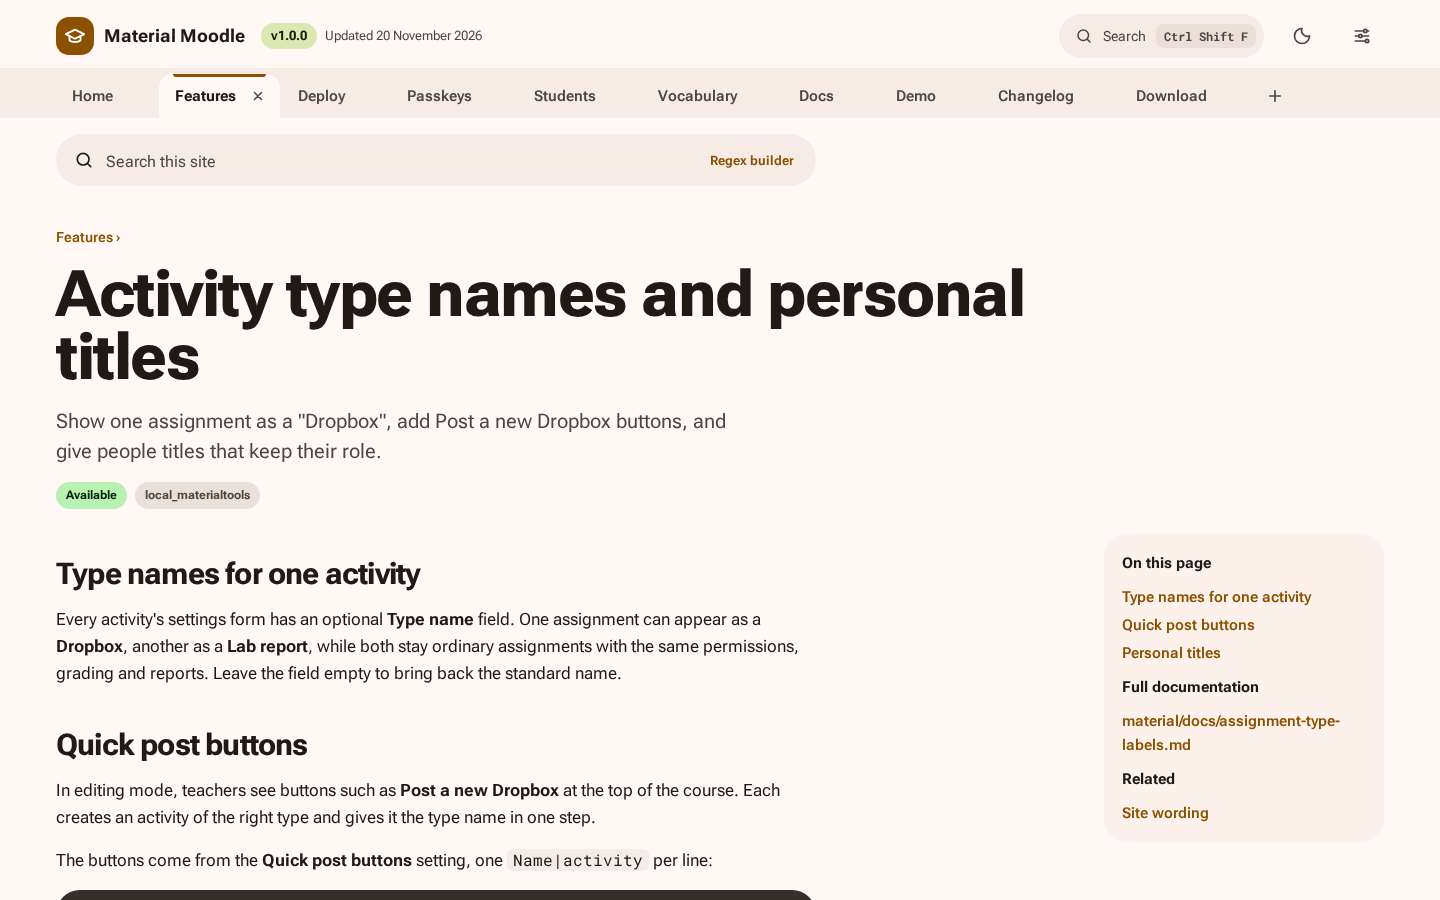 Material Moodle
v1.0.0
Updated 20 November 2026
Search
Ctrl Shift F
Home
Features
Deploy
Passkeys
Students
Vocabulary
Docs
Demo
Changelog
Download
Search this site
Regex builder
Features ›
Activity type names and personal
titles
Show one assignment as a "Dropbox", add Post a new Dropbox buttons, and
give people titles that keep their role.
Available
local_materialtools
Type names for one activity
Every activity's settings form has an optional Type name field. One assignment can appear as a
Dropbox, another as a Lab report, while both stay ordinary assignments with the same permissions,
grading and reports. Leave the field empty to bring back the standard name.
Quick post buttons
In editing mode, teachers see buttons such as Post a new Dropbox at the top of the course. Each
creates an activity of the right type and gives it the type name in one step.
The buttons come from the Quick post buttons setting, one Name|activity per line:
On this page
Type names for one activity
Quick post buttons
Personal titles
Full documentation
material/docs/assignment-type-
labels.md
Related
Site wording